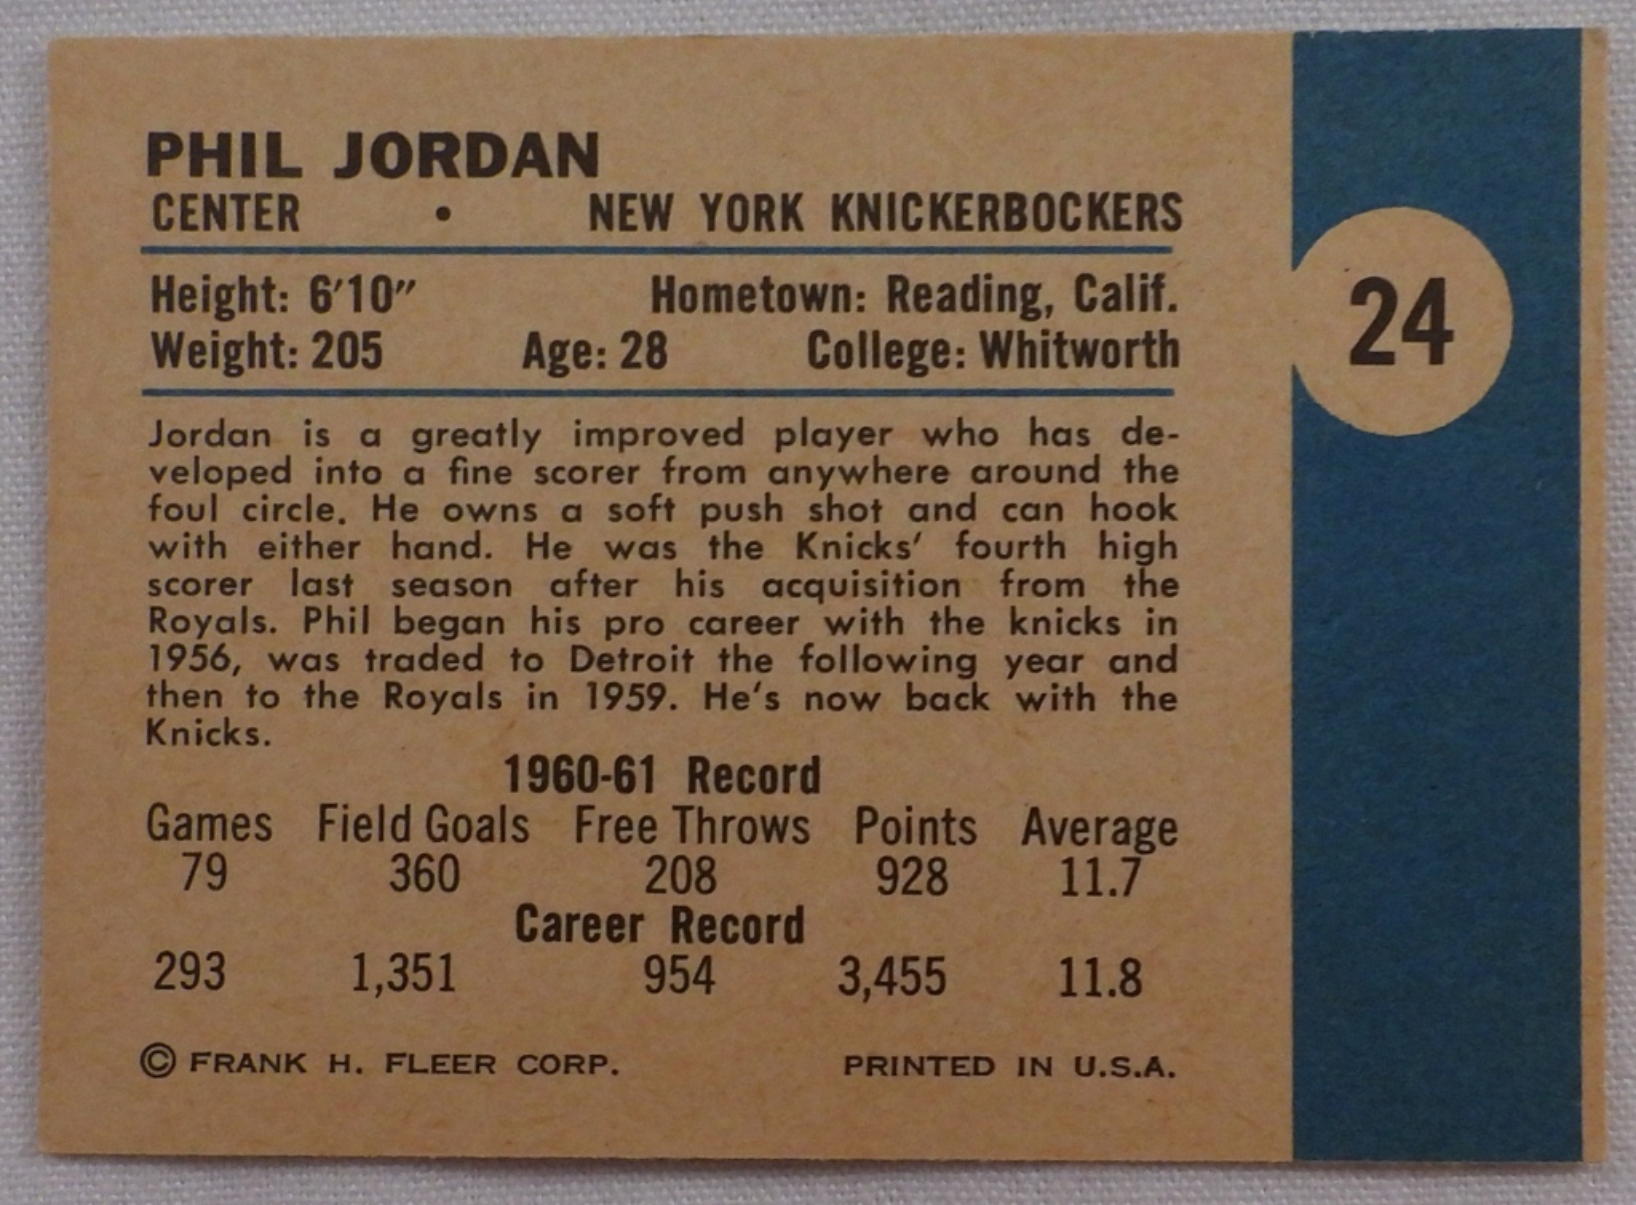 PHIL JORDAN
CENTER • NEW YORK KNICKERBOCKERS
Height: 6′10″ Hometown: Reading, Calif.
Weight: 205 Age: 28 College: Whitworth
24
Jordan is a greatly improved player who has de-
veloped into a fine scorer from anywhere around the
foul circle. He owns a soft push shot and can hook
with either hand. He was the Knicks' fourth high
scorer last season after his acquisition from the
Royals. Phil began his pro career with the knicks in
1956, was traded to Detroit the following year and
then to the Royals in 1959. He's now back with the
Knicks.
1960-61 Record
Games Field Goals Free Throws Points Average
79 360 208 928 11.7
Career Record
293 1,351 954 3,455 11.8
© FRANK H. FLEER CORP. PRINTED IN U.S.A.